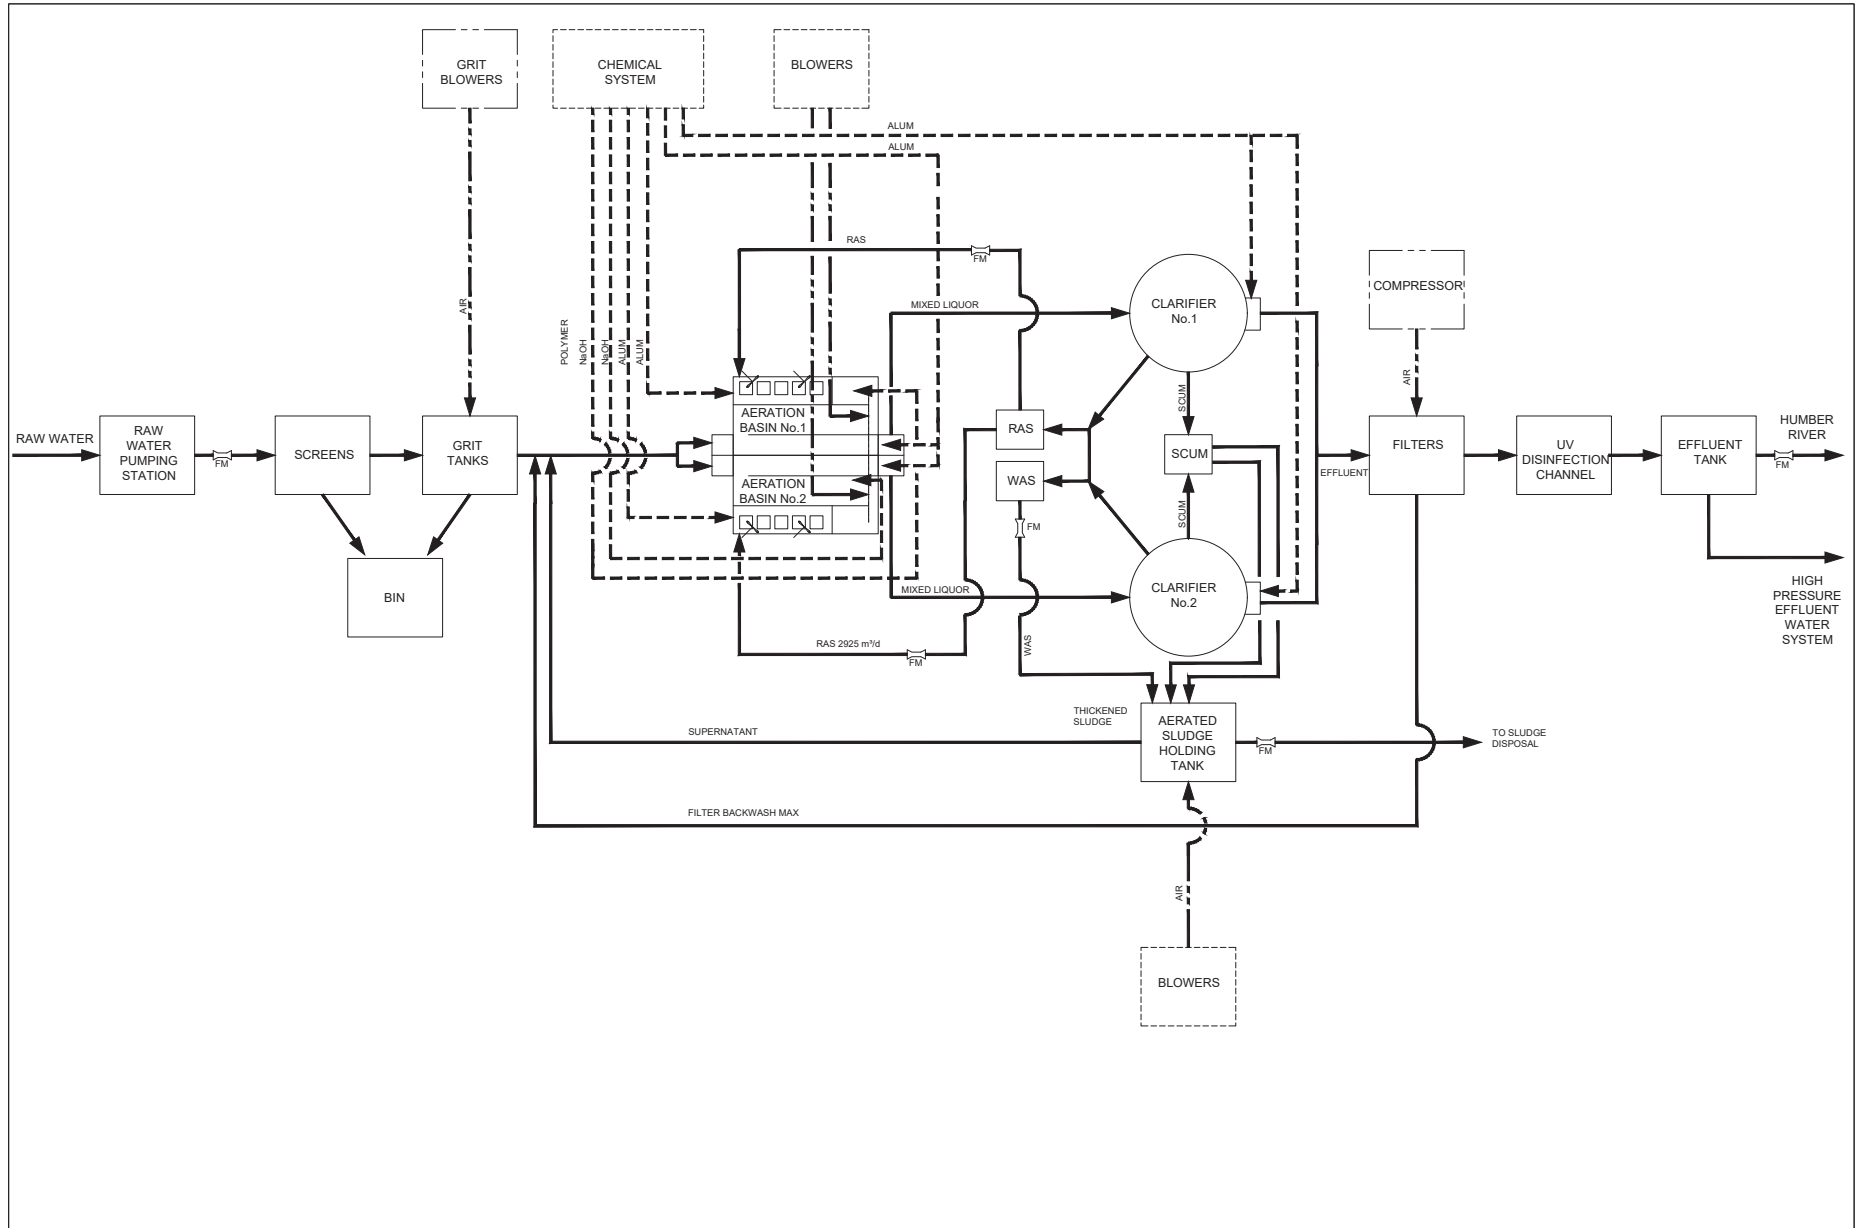 GRIT
BLOWERS
CHEMICAL
SYSTEM
BLOWERS
ALUM
ALUM
RAS
FM
AIR
POLYMER
NaOH
NaOH
ALUM
ALUM
MIXED LIQUOR
CLARIFIER
No.1
COMPRESSOR
AIR
SCUM
RAW WATER
RAW
WATER
PUMPING
STATION
FM
SCREENS
GRIT
TANKS
AERATION
BASIN No.1
AERATION
BASIN No.2
RAS
WAS
FM
SCUM
SCUM
EFFLUENT
FILTERS
UV
DISINFECTION
CHANNEL
EFFLUENT
TANK
HUMBER
RIVER
FM
HIGH
PRESSURE
EFFLUENT
WATER
SYSTEM
BIN
MIXED LIQUOR
CLARIFIER
No.2
RAS 2925 m³/d
FM
WAS
THICKENED
SLUDGE
SUPERNATANT
AERATED
SLUDGE
HOLDING
TANK
FM
TO SLUDGE
DISPOSAL
FILTER BACKWASH MAX
AIR
BLOWERS